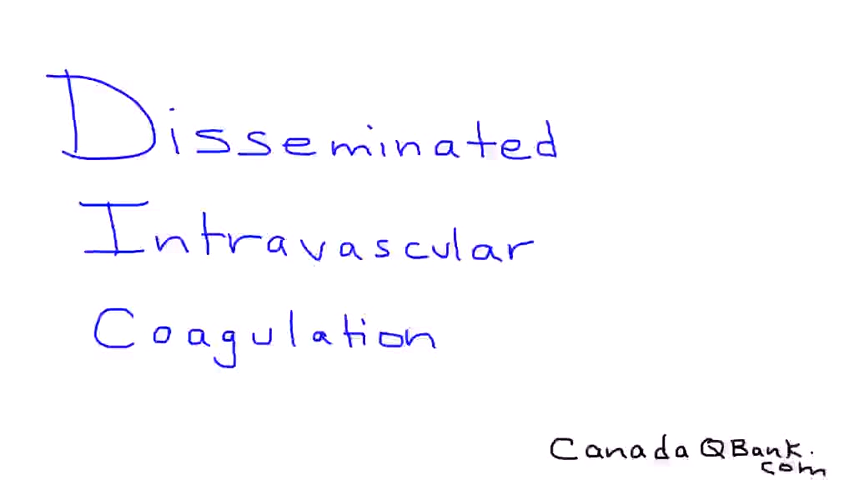 Disseminated
Intravascular
Coagulation
CanadaQBank.
com